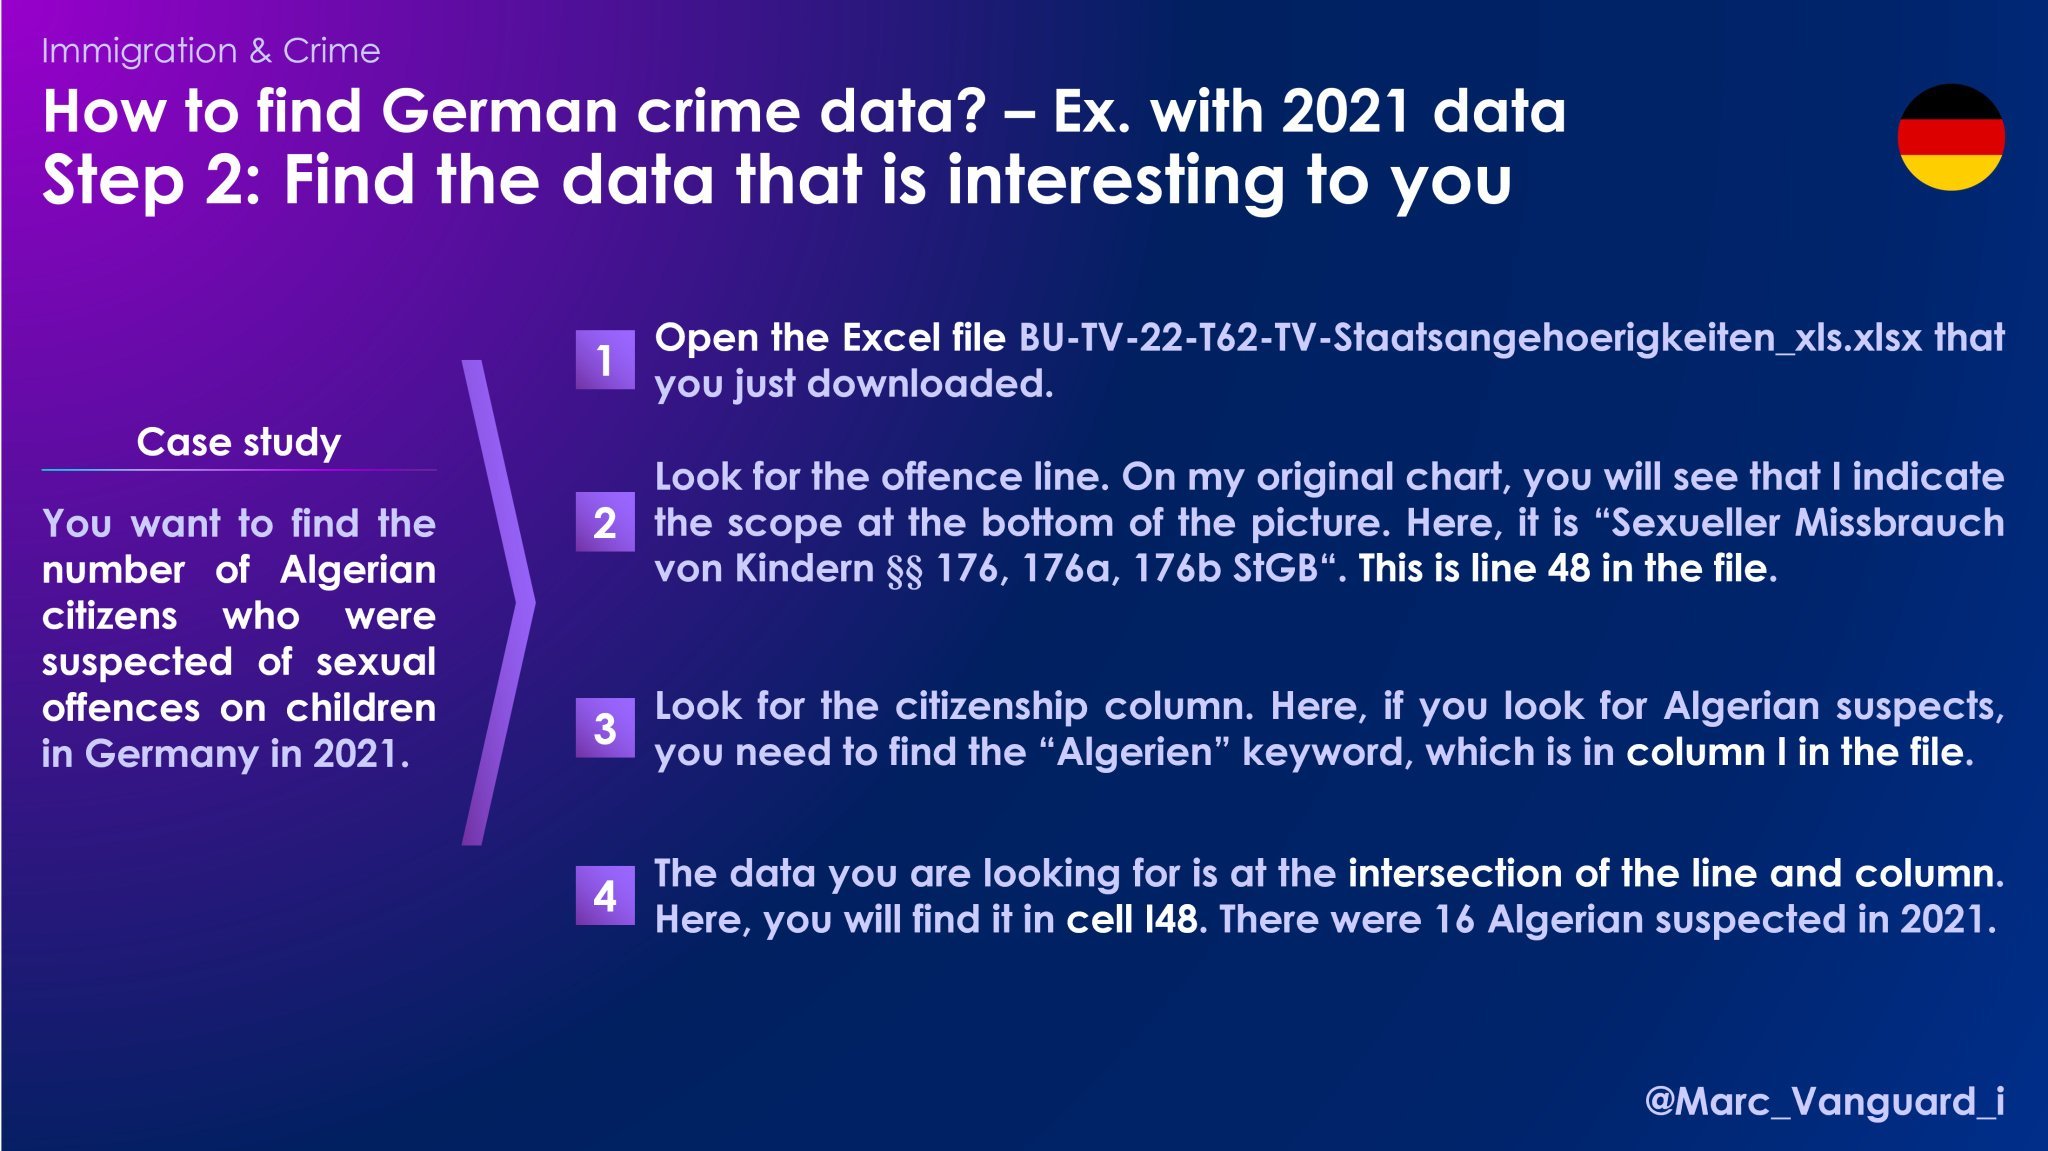 Immigration & Crime
How to find German crime data? – Ex. with 2021 data
Step 2: Find the data that is interesting to you
Case study
You want to find the
number of Algerian
citizens who were
suspected of sexual
offences on children
in Germany in 2021.
1
Open the Excel file BU-TV-22-T62-TV-Staatsangehoerigkeiten_xls.xlsx that
you just downloaded.
2
Look for the offence line. On my original chart, you will see that I indicate
the scope at the bottom of the picture. Here, it is “Sexueller Missbrauch
von Kindern §§ 176, 176a, 176b StGB“. This is line 48 in the file.
3
Look for the citizenship column. Here, if you look for Algerian suspects,
you need to find the “Algerien” keyword, which is in column I in the file.
4
The data you are looking for is at the intersection of the line and column.
Here, you will find it in cell I48. There were 16 Algerian suspected in 2021.
@Marc_Vanguard_i